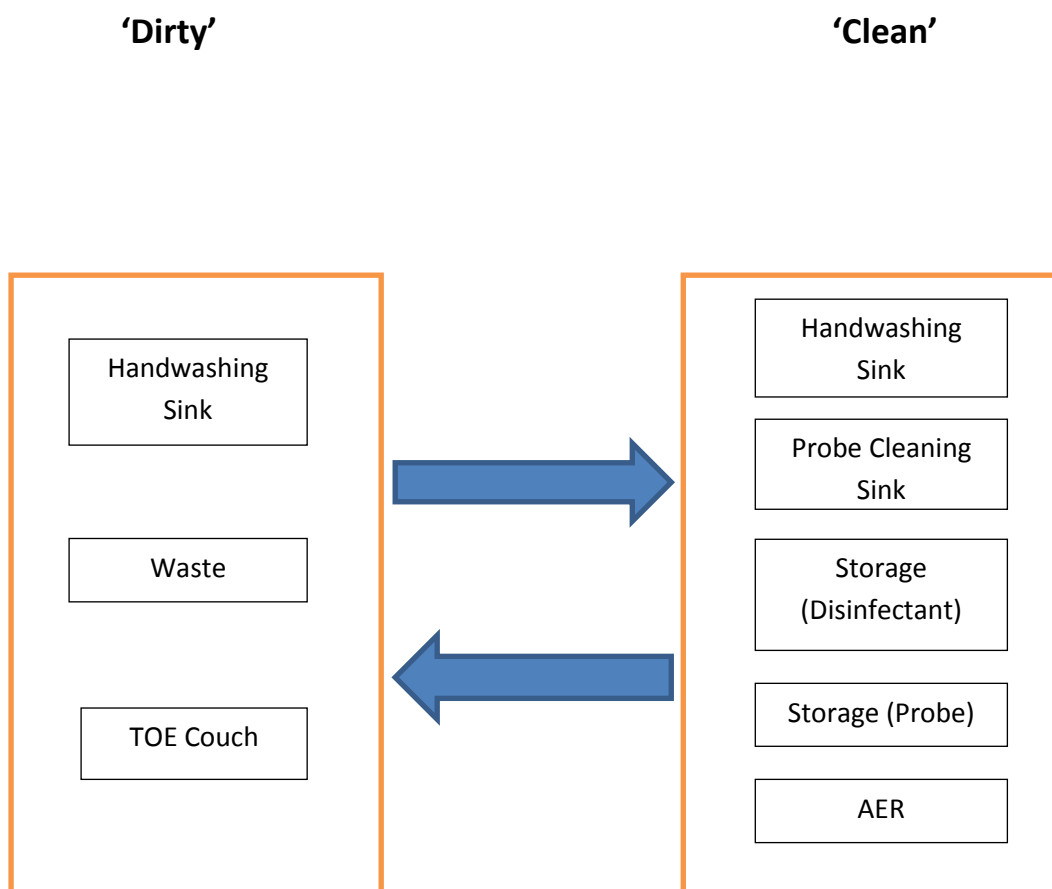 ‘Dirty’
‘Clean’
Handwashing
Sink
Waste
TOE Couch
Handwashing
Sink
Probe Cleaning
Sink
Storage
(Disinfectant)
Storage (Probe)
AER